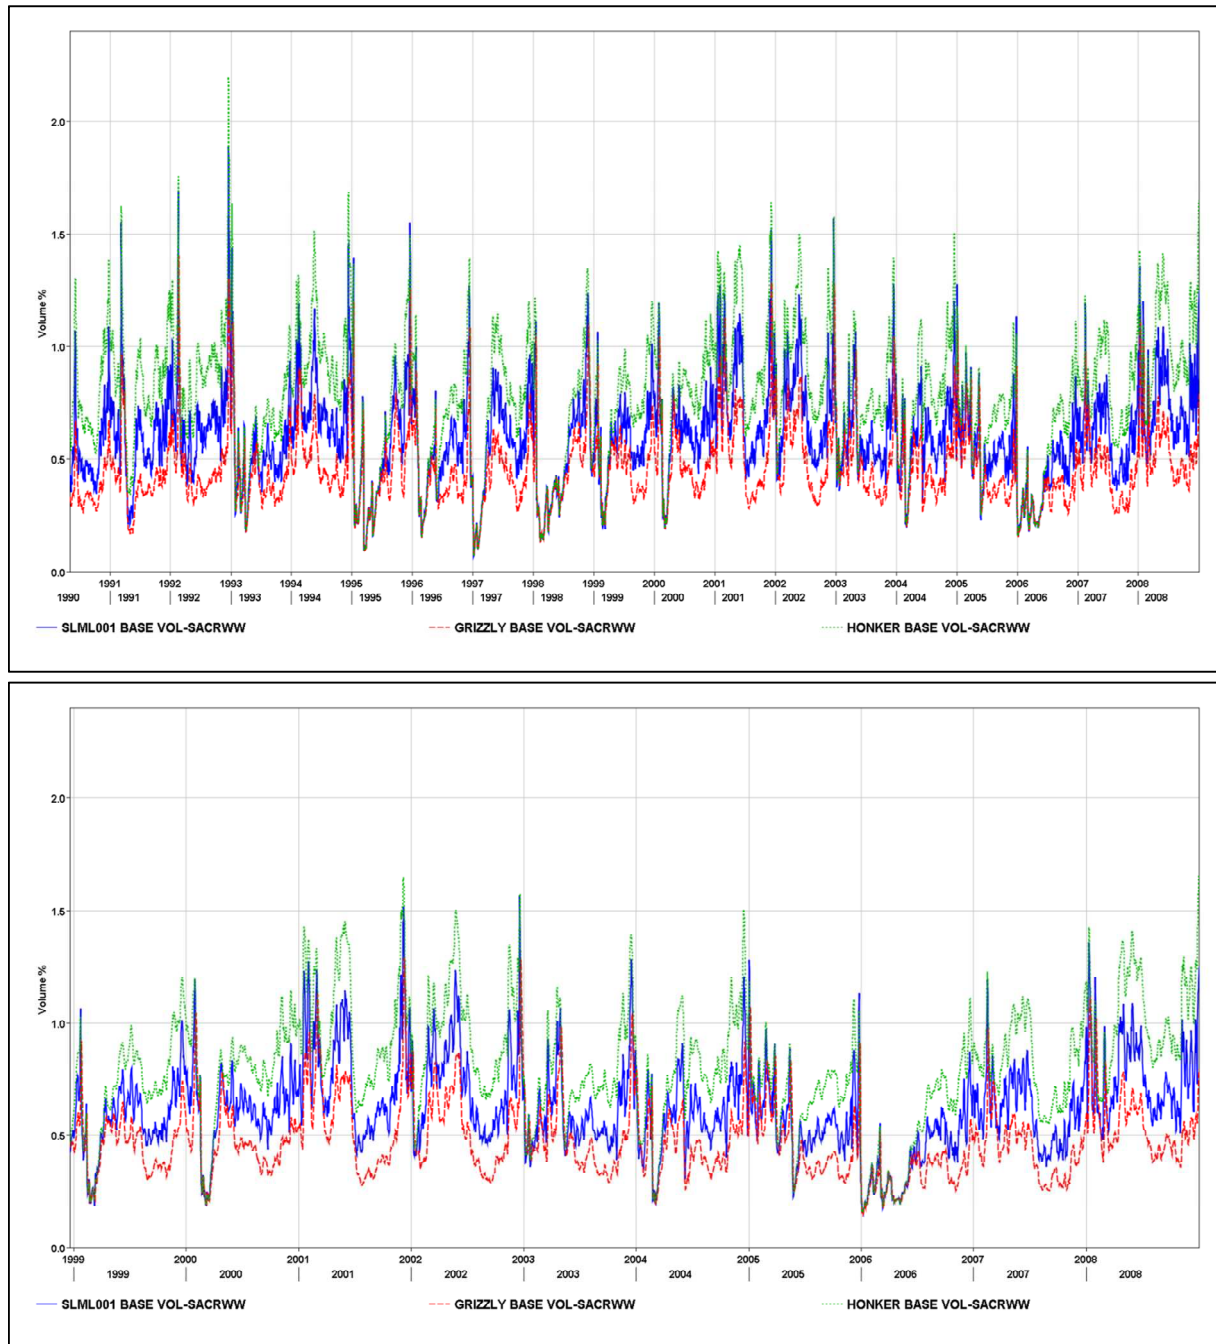 2.0
1.5
Volume %
1.0
0.5
0.0
1991 1992 1993 1994 1995 1996 1997 1998 1999 2000 2001 2002 2003 2004 2005 2006 2007 2008
1990 1991 1992 1993 1994 1995 1996 1997 1998 1999 2000 2001 2002 2003 2004 2005 2006 2007 2008
SLML001 BASE VOL-SACRWW GRIZZLY BASE VOL-SACRWW HONKER BASE VOL-SACRWW
2.0
1.5
Volume %
1.0
0.5
0.0
1999 2000 2001 2002 2003 2004 2005 2006 2007 2008
1999 2000 2001 2002 2003 2004 2005 2006 2007 2008
SLML001 BASE VOL-SACRWW GRIZZLY BASE VOL-SACRWW HONKER BASE VOL-SACRWW